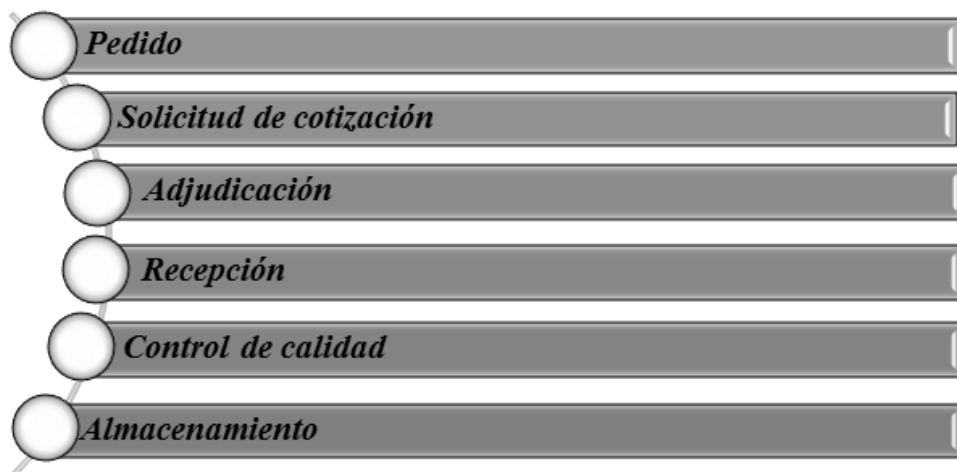 Pedido
Solicitud de cotización
Adjudicación
Recepción
Control de calidad
Almacenamiento